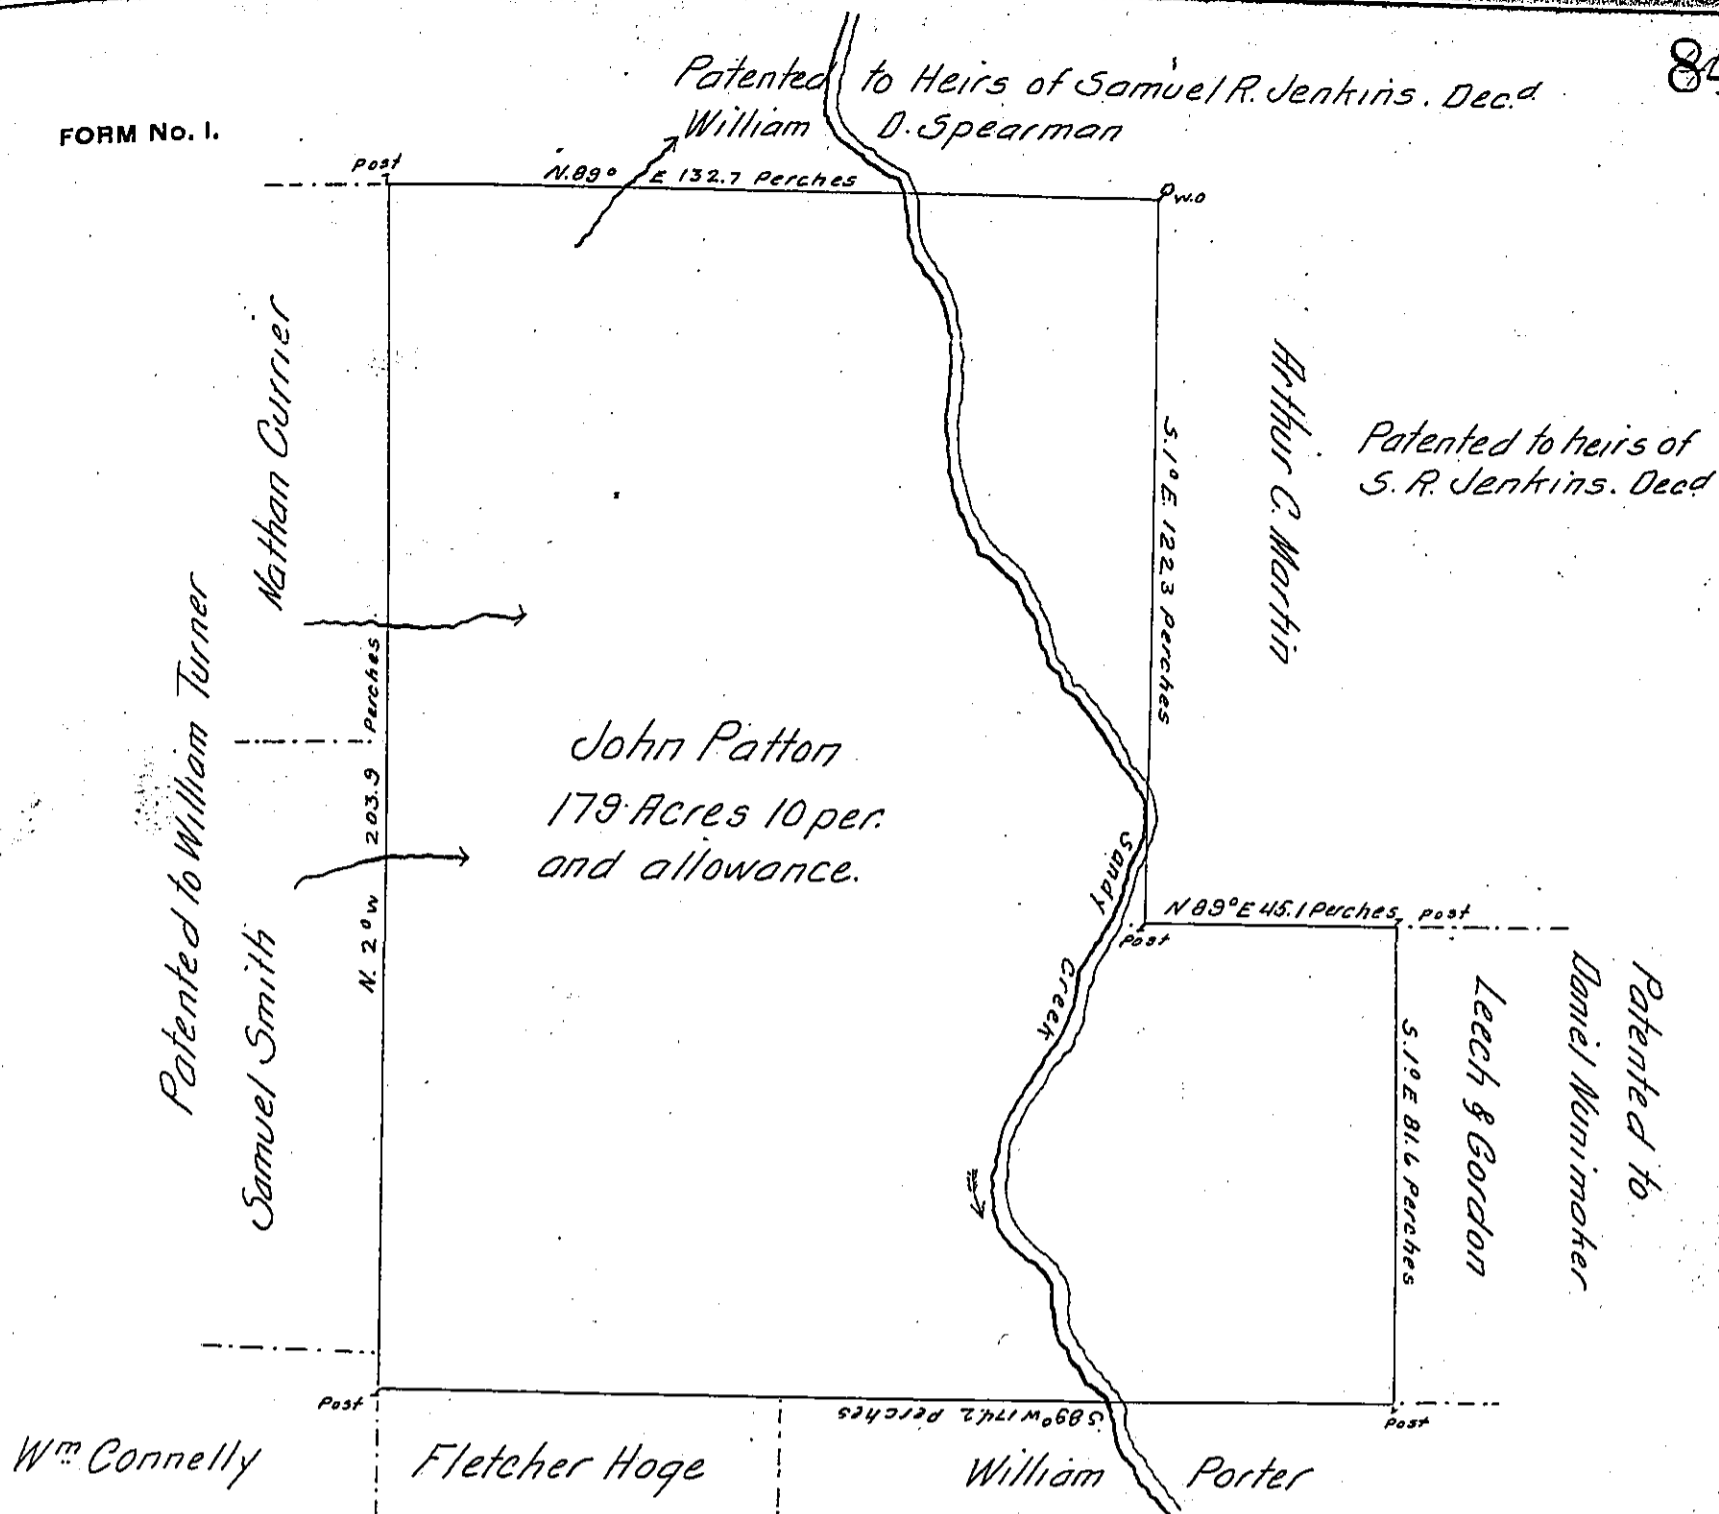 FORM No. 1.
Patented to Heirs of Samuel R. Jenkins. Dec.d
William D. Spearman
Post
N.89° E 132.7 Perches
W.O
Nathan Currier
Arthur C. Martin
S.1° E. 122.3 Perches
Patented to heirs of
S. R. Jenkins. Decd
Patented to William Turner
N. 2° W 203.9 Perches
John Patton
179 Acres 10 per.
and allowance.
Sandy Creek
N 89° E 45.1 Perches
Post
Post
Samuel Smith
S.1° E 81.6 Perches
Leech & Gordon
Patented to
Daniel Nunimaker
Post
S 89° W 174.2 Perches
Post
Wm Connelly
Fletcher Hoge
William Porter